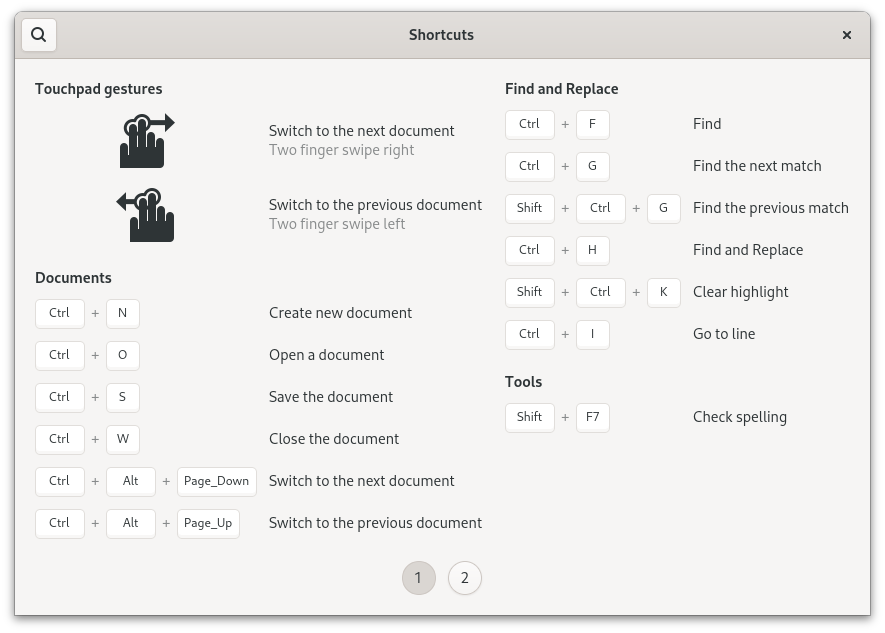 Shortcuts
Touchpad gestures
Switch to the next document
Two finger swipe right
Switch to the previous document
Two finger swipe left
Documents
Ctrl + N Create new document
Ctrl + O Open a document
Ctrl + S Save the document
Ctrl + W Close the document
Ctrl + Alt + Page_Down Switch to the next document
Ctrl + Alt + Page_Up Switch to the previous document
Find and Replace
Ctrl + F Find
Ctrl + G Find the next match
Shift + Ctrl + G Find the previous match
Ctrl + H Find and Replace
Shift + Ctrl + K Clear highlight
Ctrl + I Go to line
Tools
Shift + F7 Check spelling
1 2